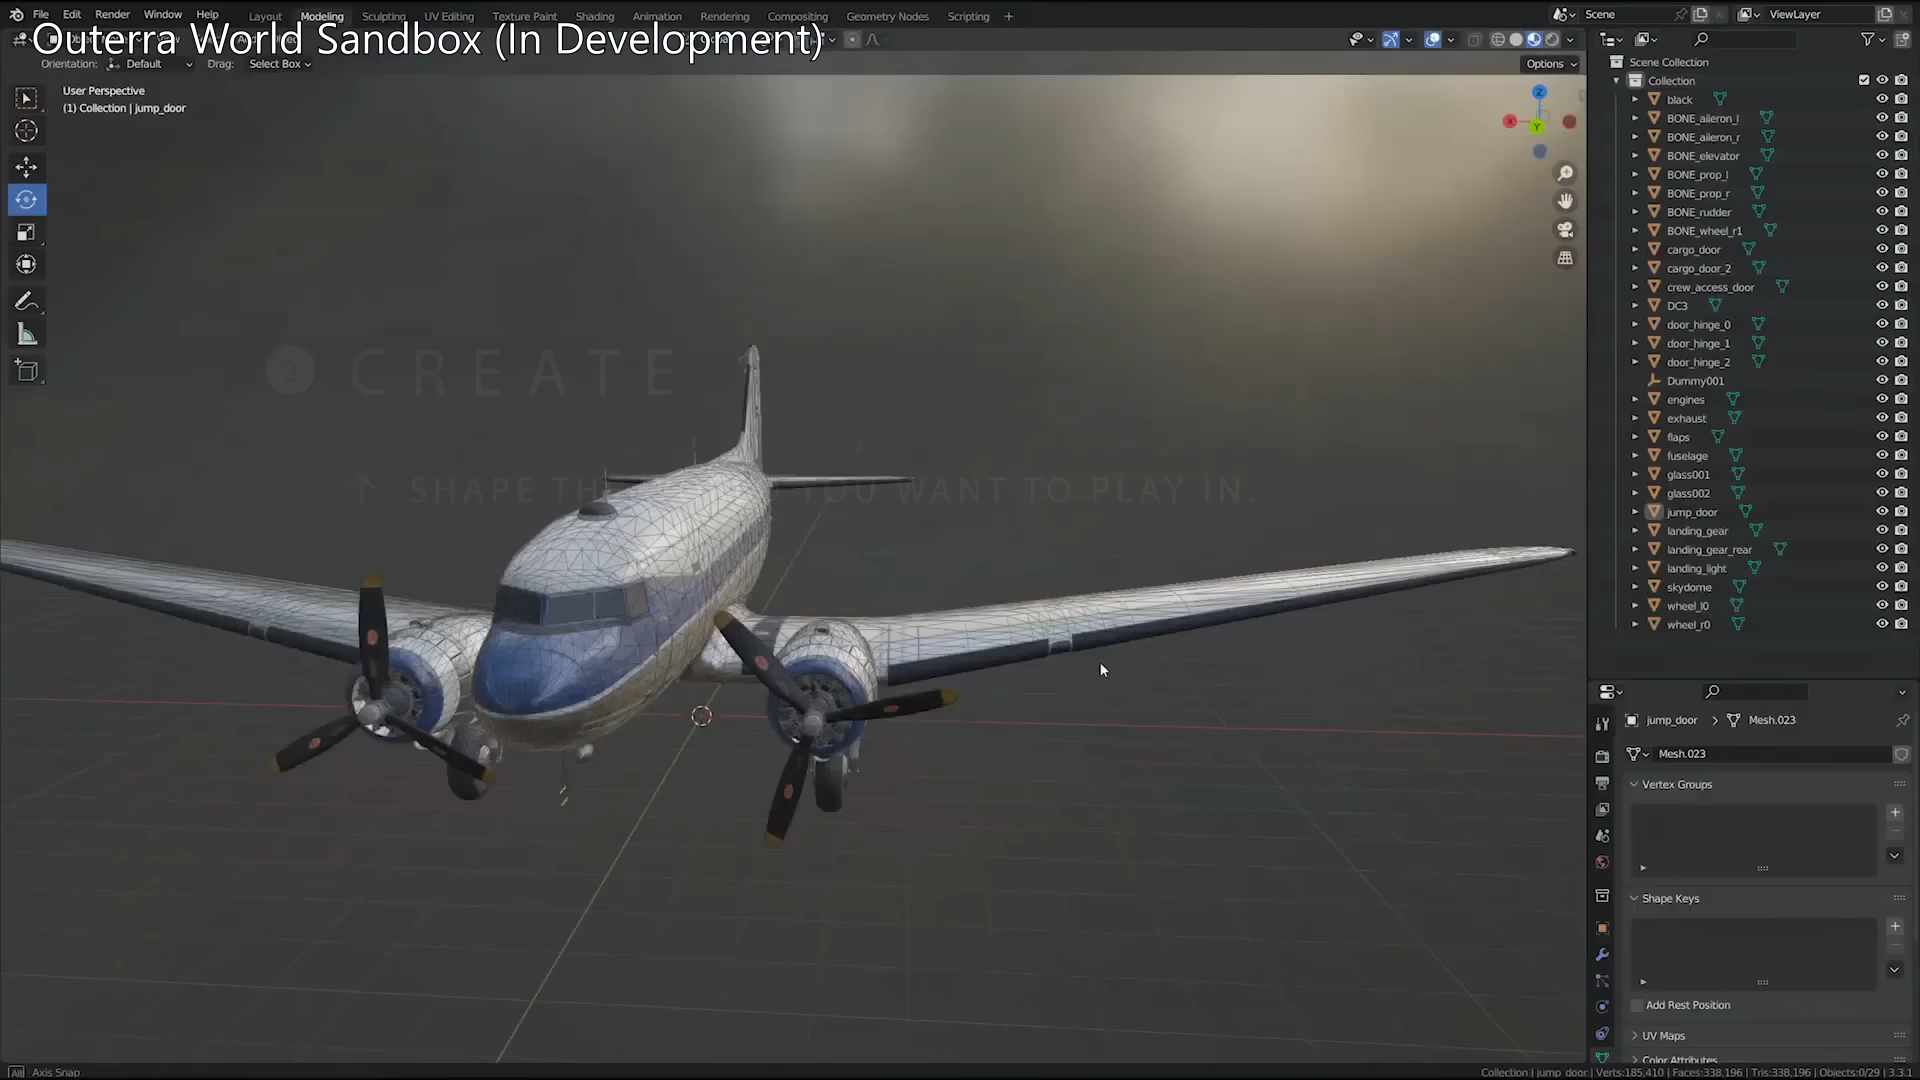 File Edit Render Window Help Layout Modeling Sculpting UV Editing Texture Paint Shading Animation Rendering Compositing Geometry Nodes Scripting + Scene ViewLayer
Outerra World Sandbox (In Development)
Orientation: Default Drag: Select Box Options
User Perspective
(1) Collection | jump_door
Z
X
Y
2 CREATE
↑ SHAPE TH YOU WANT TO PLAY IN.
Scene Collection
Collection
black
BONE_aileron_l
BONE_aileron_r
BONE_elevator
BONE_prop_l
BONE_prop_r
BONE_rudder
BONE_wheel_r1
cargo_door
cargo_door_2
crew_access_door
DC3
door_hinge_0
door_hinge_1
door_hinge_2
Dummy001
engines
exhaust
flaps
fuselage
glass001
glass002
jump_door
landing_gear
landing_gear_rear
landing_light
skydome
wheel_l0
wheel_r0
jump_door > Mesh.023
Mesh.023
Vertex Groups
Shape Keys
Add Rest Position
UV Maps
Color Attributes
Alt Axis Snap
Collection | jump_door | Verts:185,410 | Faces:338,196 | Tris:338,196 | Objects:0/29 | 3.3.1